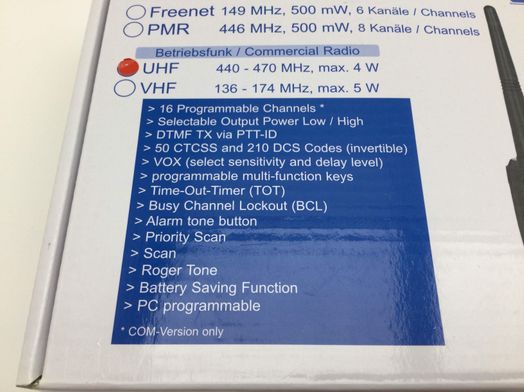 Freenet 149 MHz, 500 mW, 6 Kanäle / Channels
PMR 446 MHz, 500 mW, 8 Kanäle / Channels
Betriebsfunk / Commercial Radio
UHF 440 - 470 MHz, max. 4 W
VHF 136 - 174 MHz, max. 5 W
> 16 Programmable Channels *
> Selectable Output Power Low / High
> DTMF TX via PTT-ID
> 50 CTCSS and 210 DCS Codes (invertible)
> VOX (select sensitivity and delay level)
> programmable multi-function keys
> Time-Out-Timer (TOT)
> Busy Channel Lockout (BCL)
> Alarm tone button
> Priority Scan
> Scan
> Roger Tone
> Battery Saving Function
> PC programmable
* COM-Version only